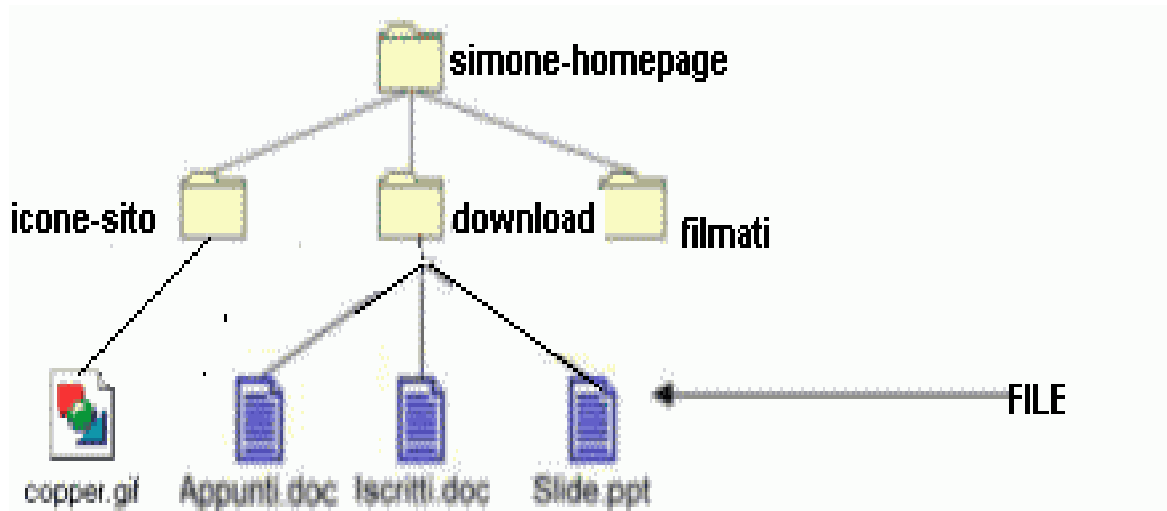 simone-homepage
icone-sito
download
filmati
FILE
copper.gif
Appunti.doc
Iscritti.doc
Slide.ppt